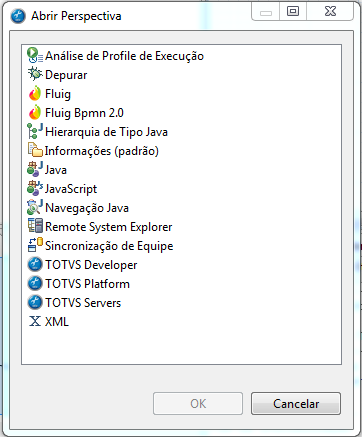 Abrir Perspectiva
Análise de Profile de Execução
Depurar
Fluig
Fluig Bpmn 2.0
Hierarquia de Tipo Java
Informações (padrão)
Java
JavaScript
Navegação Java
Remote System Explorer
Sincronização de Equipe
TOTVS Developer
TOTVS Platform
TOTVS Servers
XML
OK
Cancelar